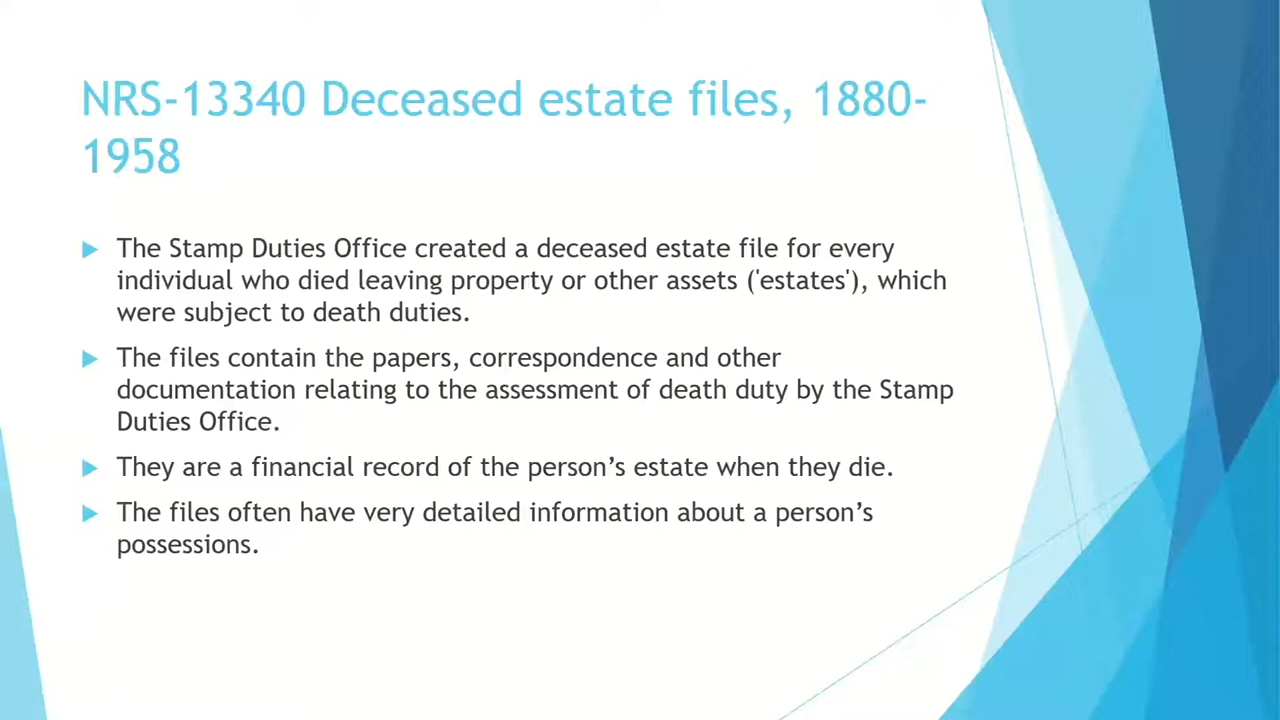 NRS-13340 Deceased estate files, 1880-
1958
The Stamp Duties Office created a deceased estate file for every
individual who died leaving property or other assets ('estates'), which
were subject to death duties.
The files contain the papers, correspondence and other
documentation relating to the assessment of death duty by the Stamp
Duties Office.
They are a financial record of the person’s estate when they die.
The files often have very detailed information about a person’s
possessions.